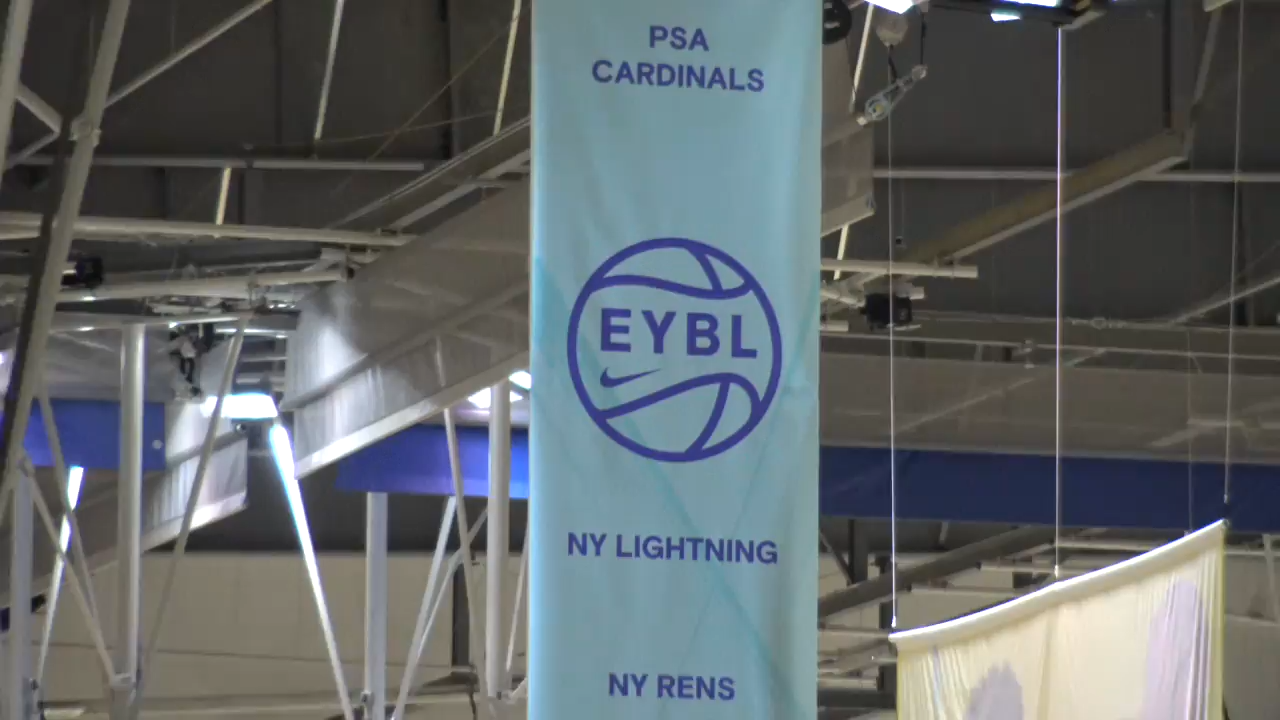 PSA
CARDINALS
EYBL
NY LIGHTNING
NY RENS